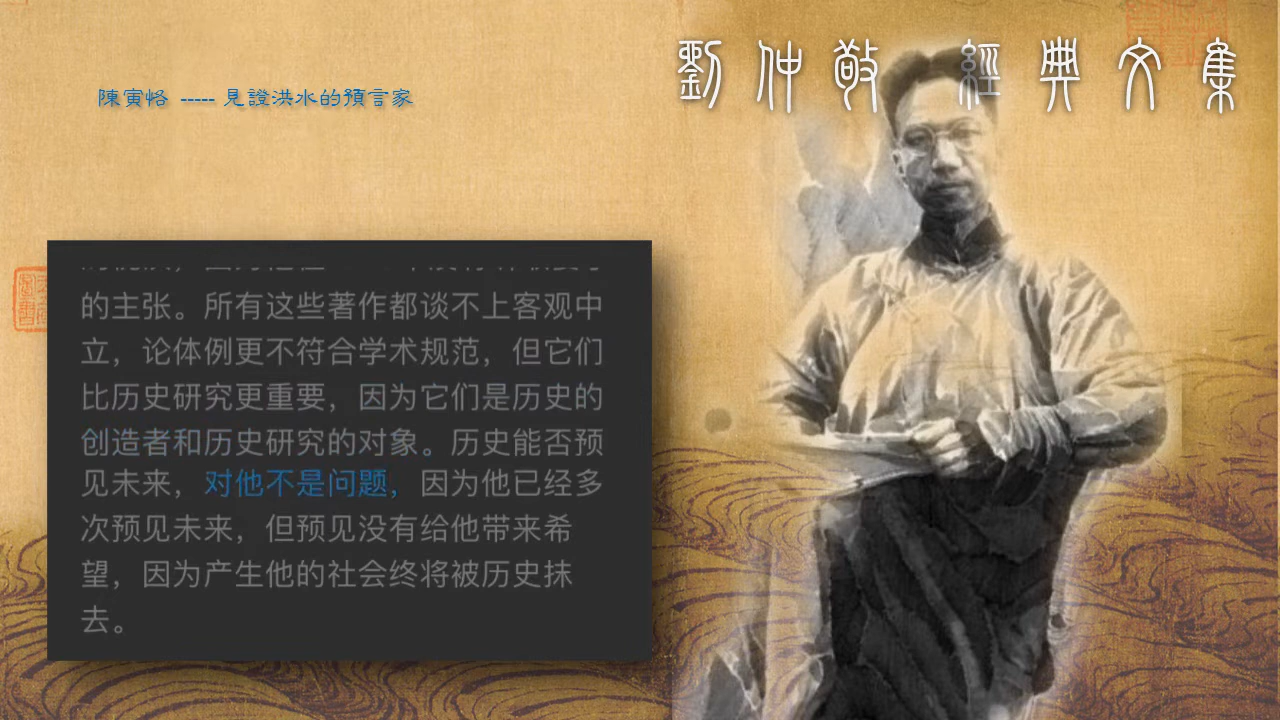 劉仲敬 經典文集
陳寅恪 ----- 見證洪水的預言家
的主张。所有这些著作都谈不上客观中
立，论体例更不符合学术规范，但它们
比历史研究更重要，因为它们是历史的
创造者和历史研究的对象。历史能否预
见未来，对他不是问题，因为他已经多
次预见未来，但预见没有给他带来希
望，因为产生他的社会终将被历史抹
去。